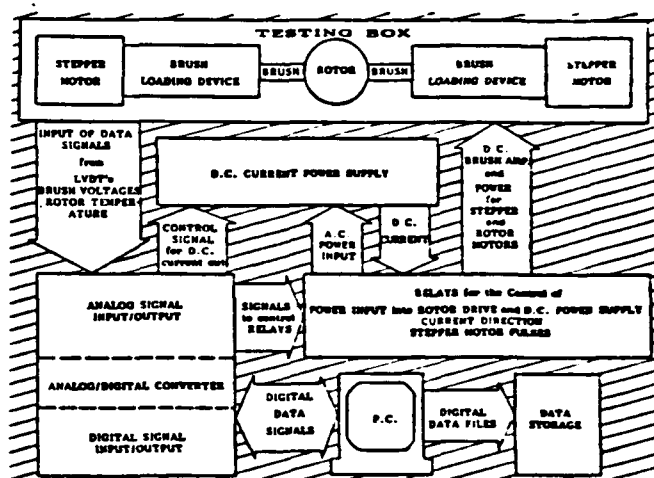 TESTING BOX
STEPPER
MOTOR
BRUSH
LOADING DEVICE
BRUSH
ROTOR
BRUSH
BRUSH
LOADING DEVICE
STEPPER
MOTOR
INPUT OF DATA
SIGNALS
from
LVDT's
BRUSH VOLTAGES
ROTOR TEMPER
ATURE
D.C. CURRENT POWER SUPPLY
D.C.
BRUSH AMP.
and
POWER
for
STEPPER
and
ROTOR
MOTORS
CONTROL
SIGNAL
for D.C.
current out
A.C
POWER
INPUT
D.C.
CURRENT
ANALOG SIGNAL
INPUT/OUTPUT
SIGNALS
to control
RELAYS
RELAYS for the Control of
POWER INPUT into ROTOR DRIVE and D.C. POWER SUPPLY
CURRENT DIRECTION
STEPPER MOTOR PULSES
ANALOG/DIGITAL CONVERTER
DIGITAL SIGNAL
INPUT/OUTPUT
DIGITAL
DATA
SIGNALS
P.C.
DIGITAL
DATA FILES
DATA
STORAGE